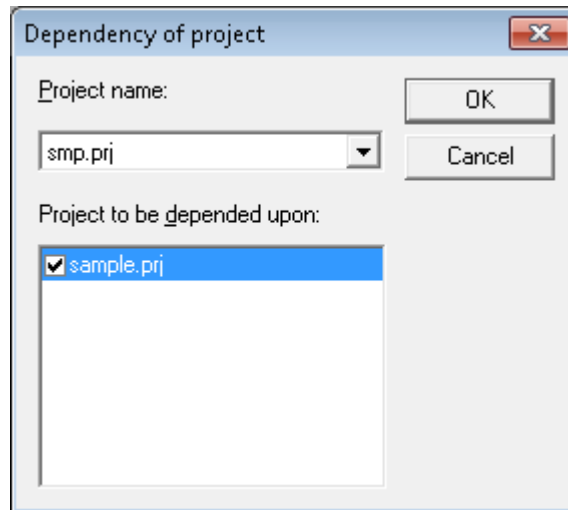 Dependency of project
Project name:
OK
smp.prj
Cancel
Project to be depended upon:
sample.prj